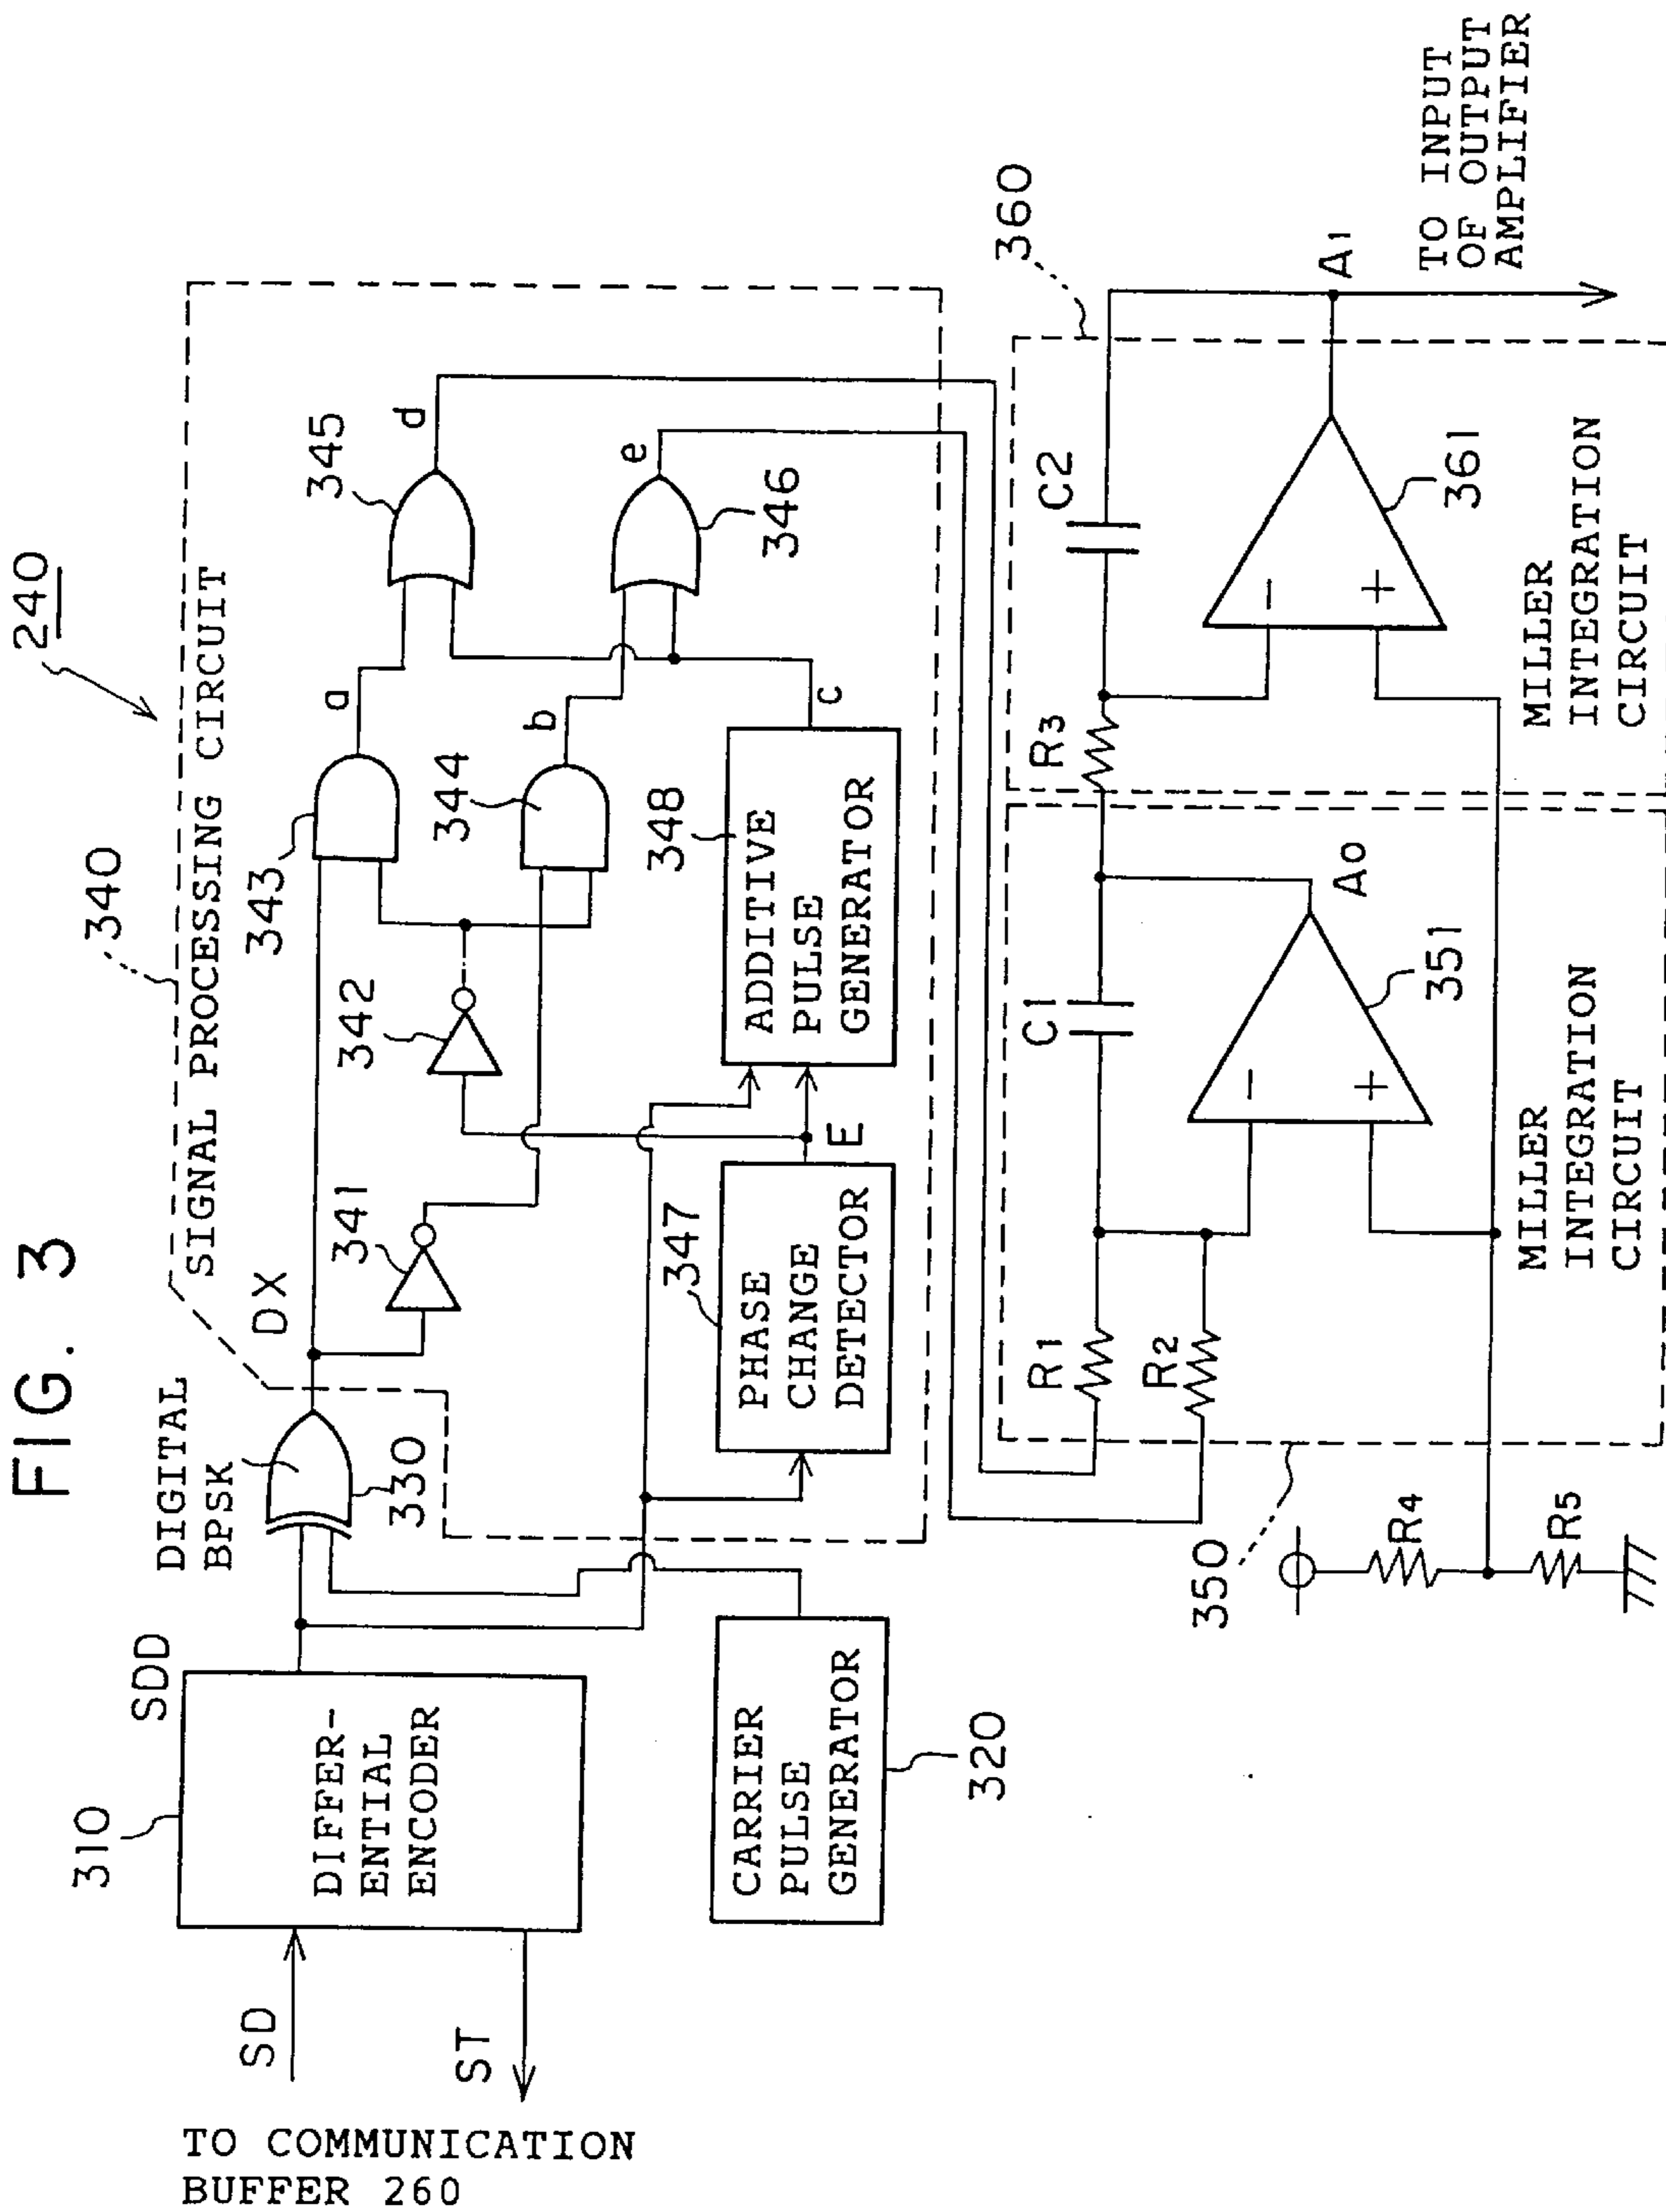 FIG. 3
240
340
SIGNAL PROCESSING CIRCUIT
DIGITAL
BPSK
330
DX
SDD
310
DIFFER-
ENTIAL
ENCODER
SD
ST
TO COMMUNICATION
BUFFER 260
CARRIER
PULSE
GENERATOR
320
341
342
343
344
a
b
345
d
e
346
347
PHASE
CHANGE
DETECTOR
E
348
ADDITIVE
PULSE
GENERATOR
c
350
R1
R2
C1
−
+
351
A0
MILLER
INTEGRATION
CIRCUIT
R4
R5
360
R3
C2
−
+
361
A1
MILLER
INTEGRATION
CIRCUIT
TO INPUT
OF OUTPUT
AMPLIFIER